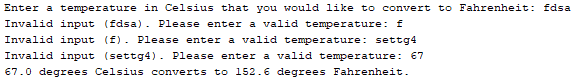 Enter a temperature in Celsius that you would like to convert to Fahrenheit: fdsa
Invalid input (fdsa). Please enter a valid temperature: f
Invalid input (f). Please enter a valid temperature: settg4
Invalid input (settg4). Please enter a valid temperature: 67
67.0 degrees Celsius converts to 152.6 degrees Fahrenheit.